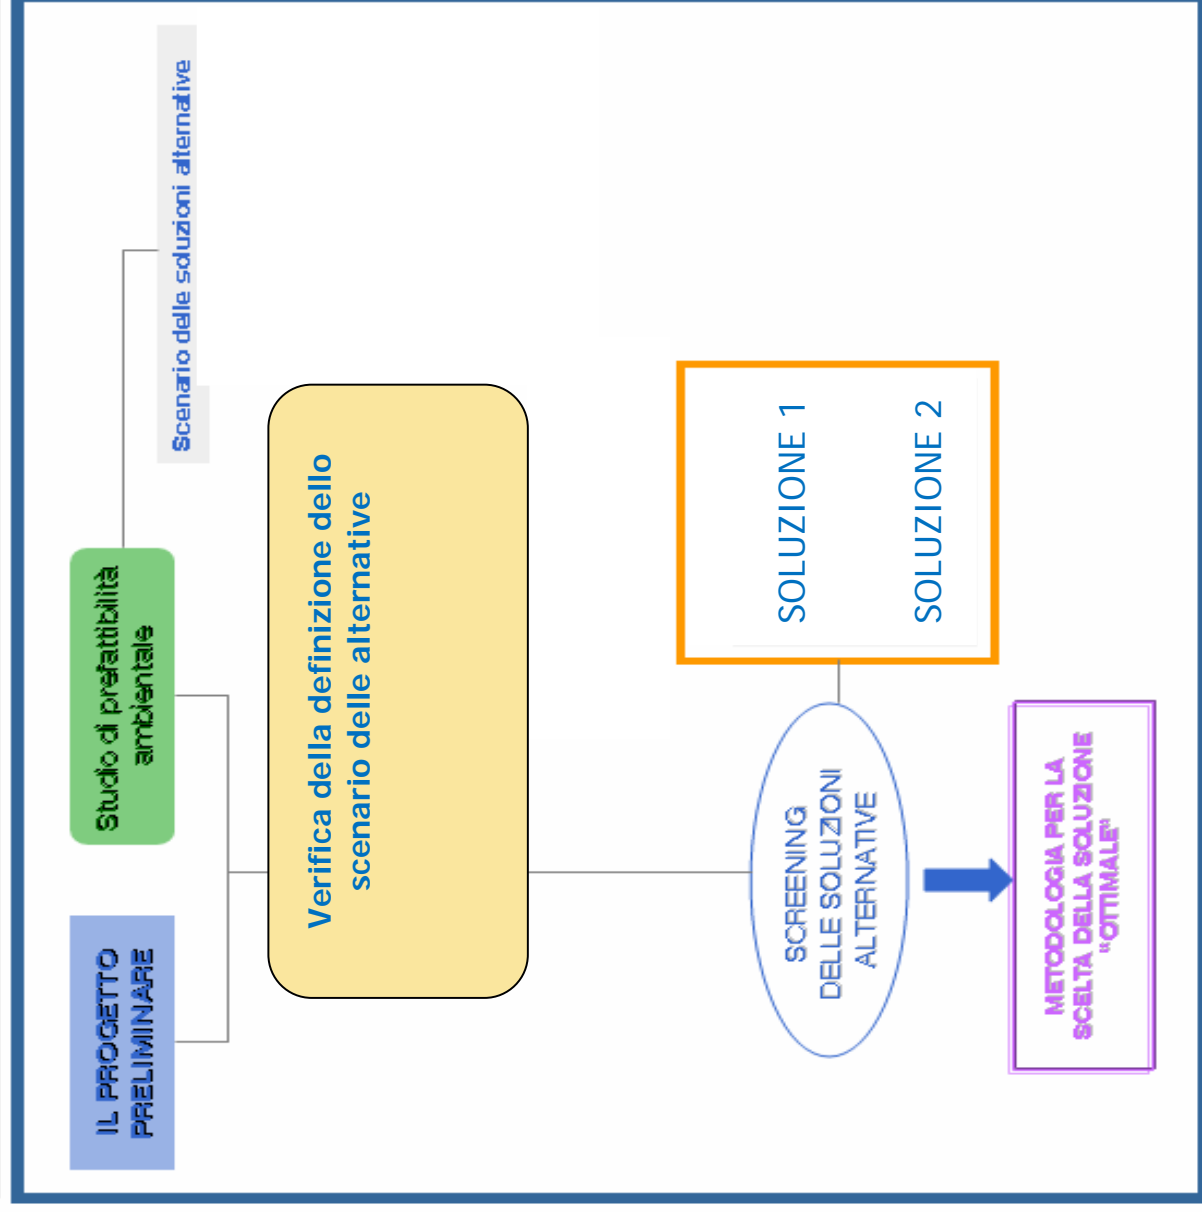 IL PROGETTO
PRELIMINARE
Studio di prefattibilità
ambientale
Scenario delle soluzioni alternative
Verifica della definizione dello
scenario delle alternative
SCREENING
DELLE SOLUZIONI
ALTERNATIVE
SOLUZIONE 1
SOLUZIONE 2
METODOLOGIA PER LA
SCELTA DELLA SOLUZIONE
“OTTIMALE”